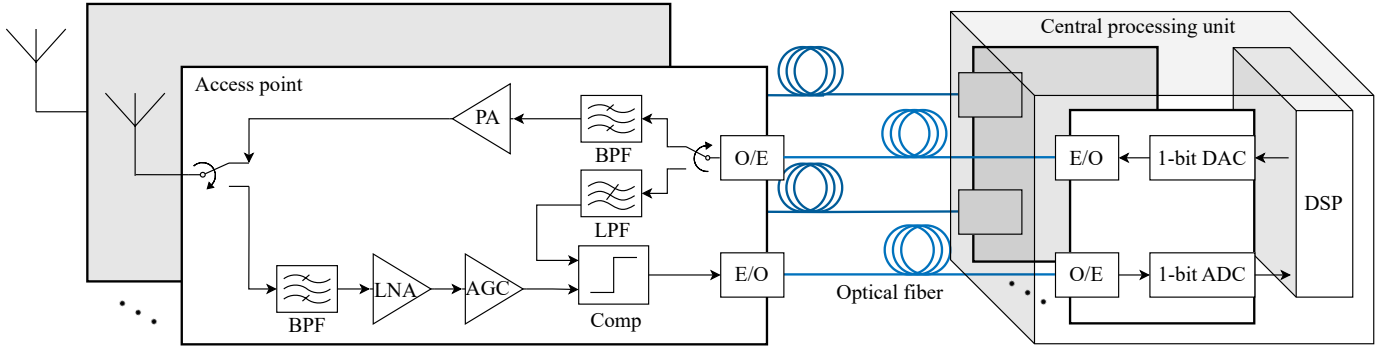 Central processing unit
Access point
PA
BPF
O/E
E/O
1-bit DAC
LPF
DSP
LNA
AGC
BPF
Comp
E/O
Optical fiber
O/E
1-bit ADC